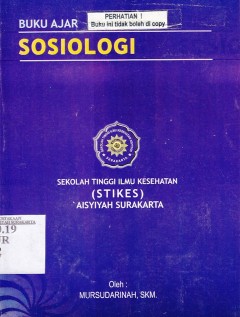 BUKU AJAR
PERHATIAN !
Buku ini tidak boleh di copy
SOSIOLOGI
SEKOLAH TINGGI ILMU KESEHATAN
(STIKES)
`AISYIYAH SURAKARTA
Oleh :
MURSUDARINAH, SKM.